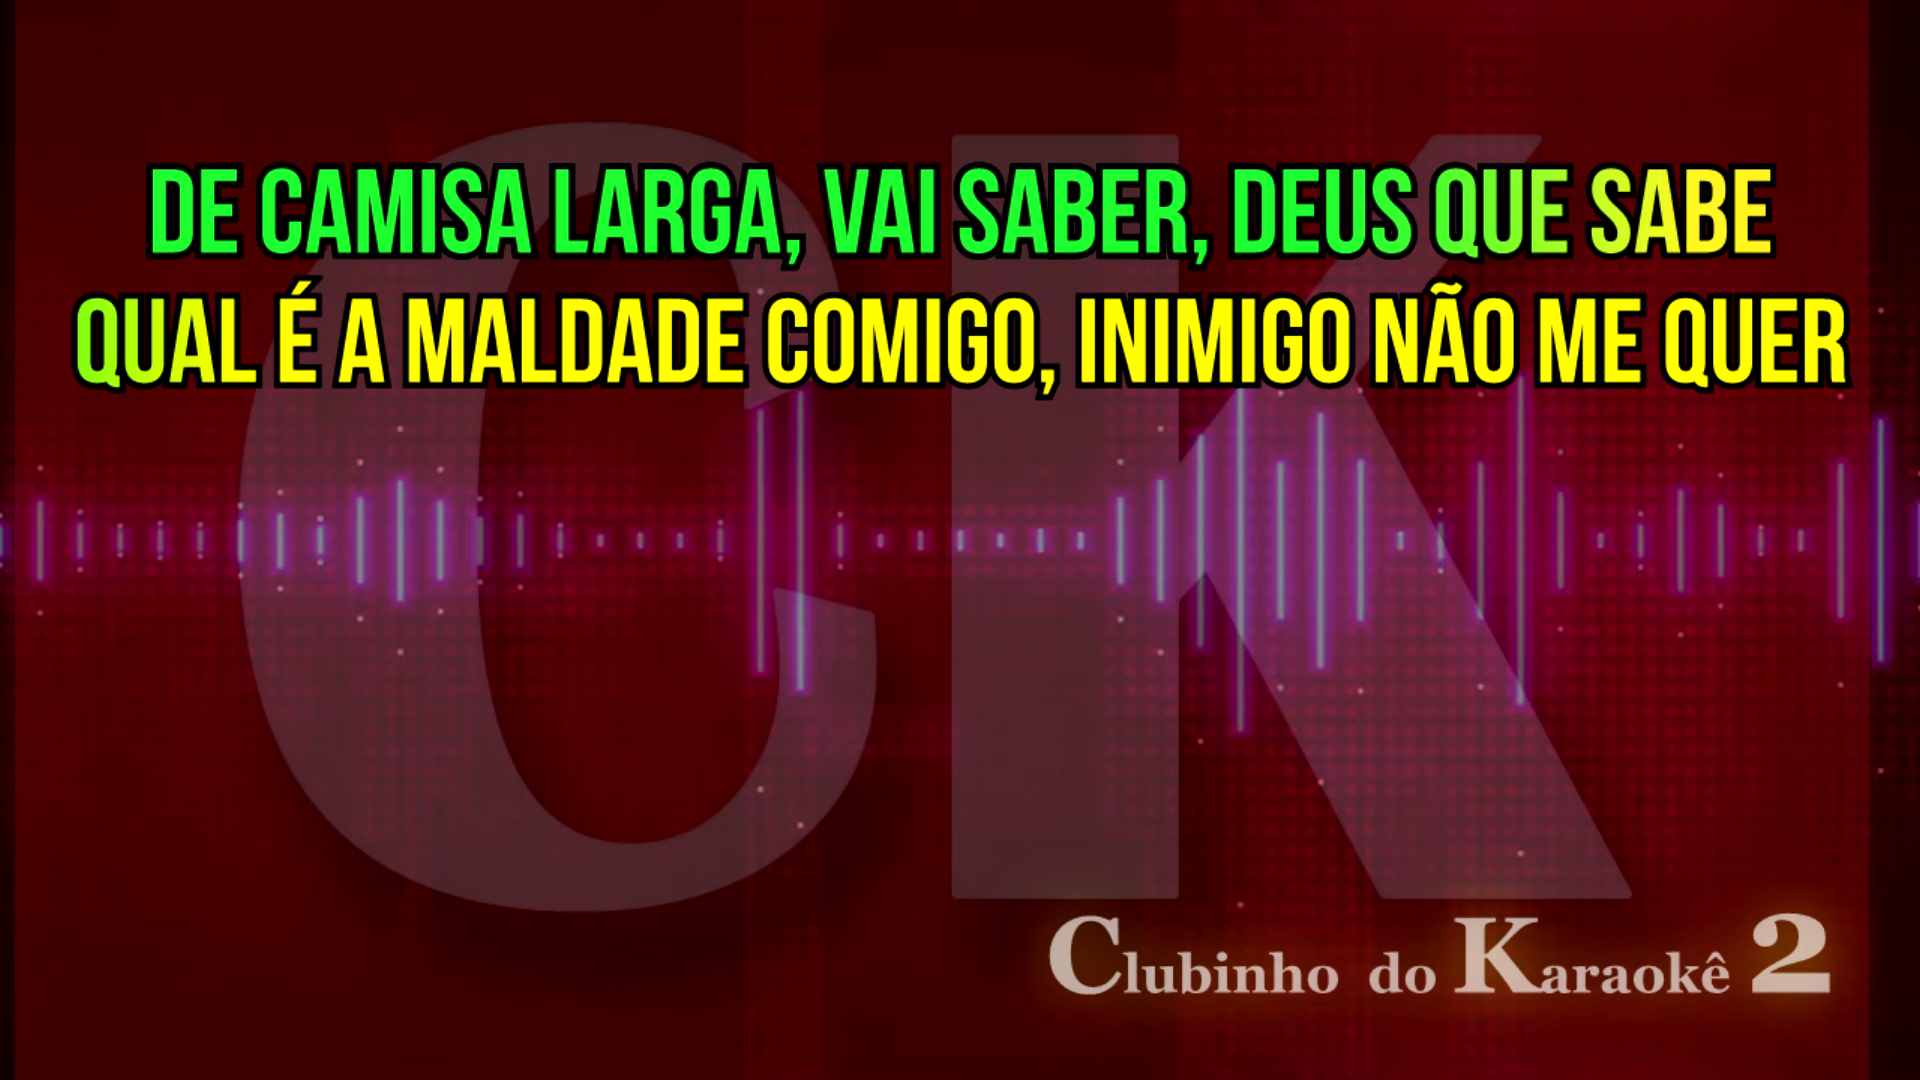 DE CAMISA LARGA, VAI SABER, DEUS QUE SABE
QUAL É A MALDADE COMIGO, INIMIGO NÃO ME QUER
CK
Clubinho do Karaokê 2